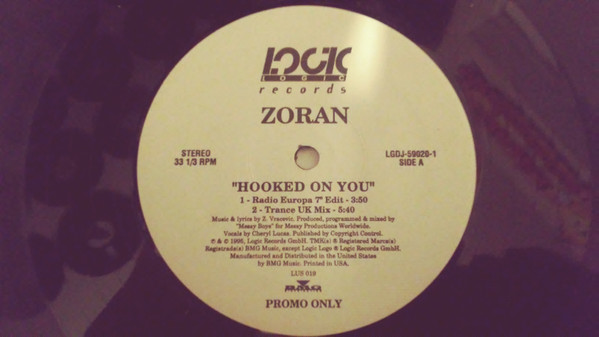 LOGIC
LOGIC
records
ZORAN
STEREO
33 1/3 RPM
LGDJ-59020-1
SIDE A
"HOOKED ON YOU"
1 - Radio Europa 7" Edit - 3:50
2 - Trance UK Mix - 5:40
Music & lyrics by Z. Vracevic. Produced, programmed & mixed by
"Messy Boys" for Messy Productions Worldwide.
Vocals by Cheryl Lucas. Published by Copyright Control.
℗ & © 1995, Logic Records GmbH. TMK(s) ® Registered Marca(s)
Registrada(s) BMG Music, except Logic Logo ® Logic Records GmbH.
Manufactured and Distributed in the United States
by BMG Music. Printed in USA.
LUS 019
BMG
PROMO ONLY